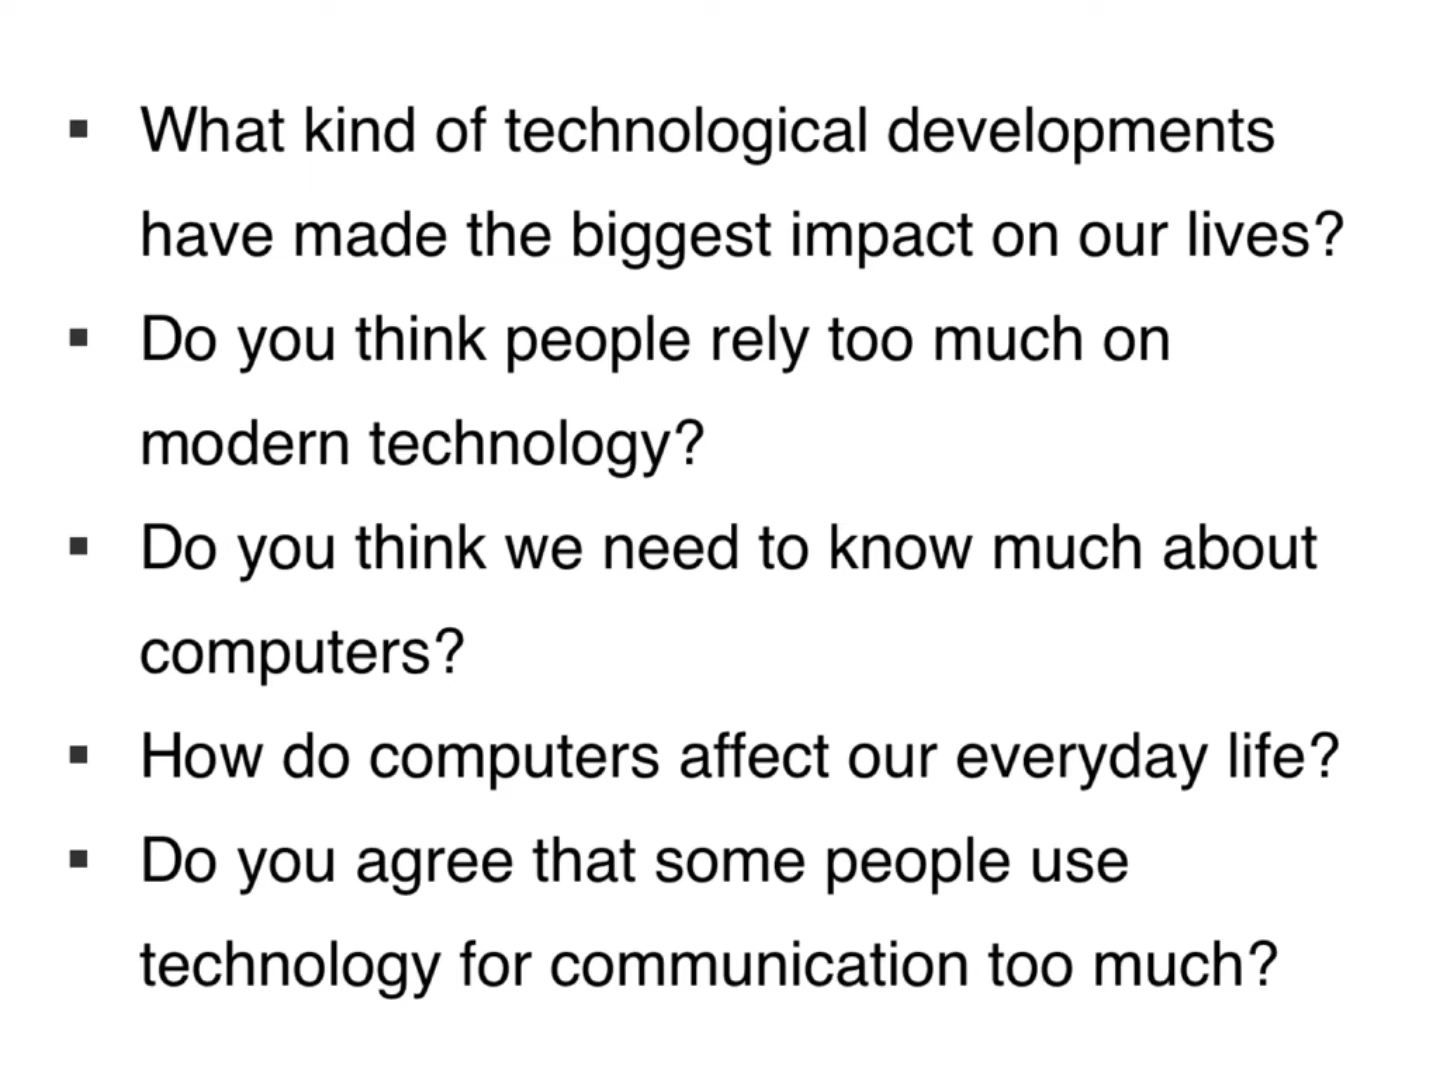 ▪ What kind of technological developments
have made the biggest impact on our lives?
▪ Do you think people rely too much on
modern technology?
▪ Do you think we need to know much about
computers?
▪ How do computers affect our everyday life?
▪ Do you agree that some people use
technology for communication too much?